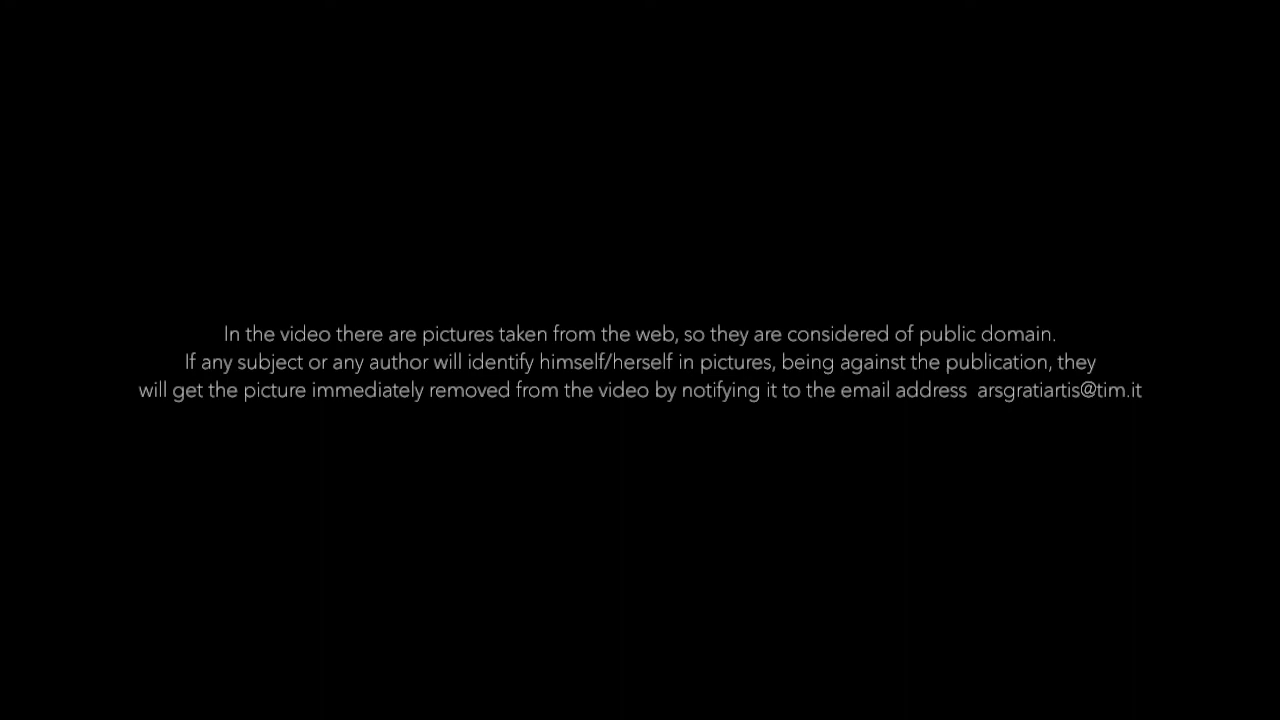 In the video there are pictures taken from the web, so they are considered of public domain.
If any subject or any author will identify himself/herself in pictures, being against the publication, they
will get the picture immediately removed from the video by notifying it to the email address arsgratiartis@tim.it